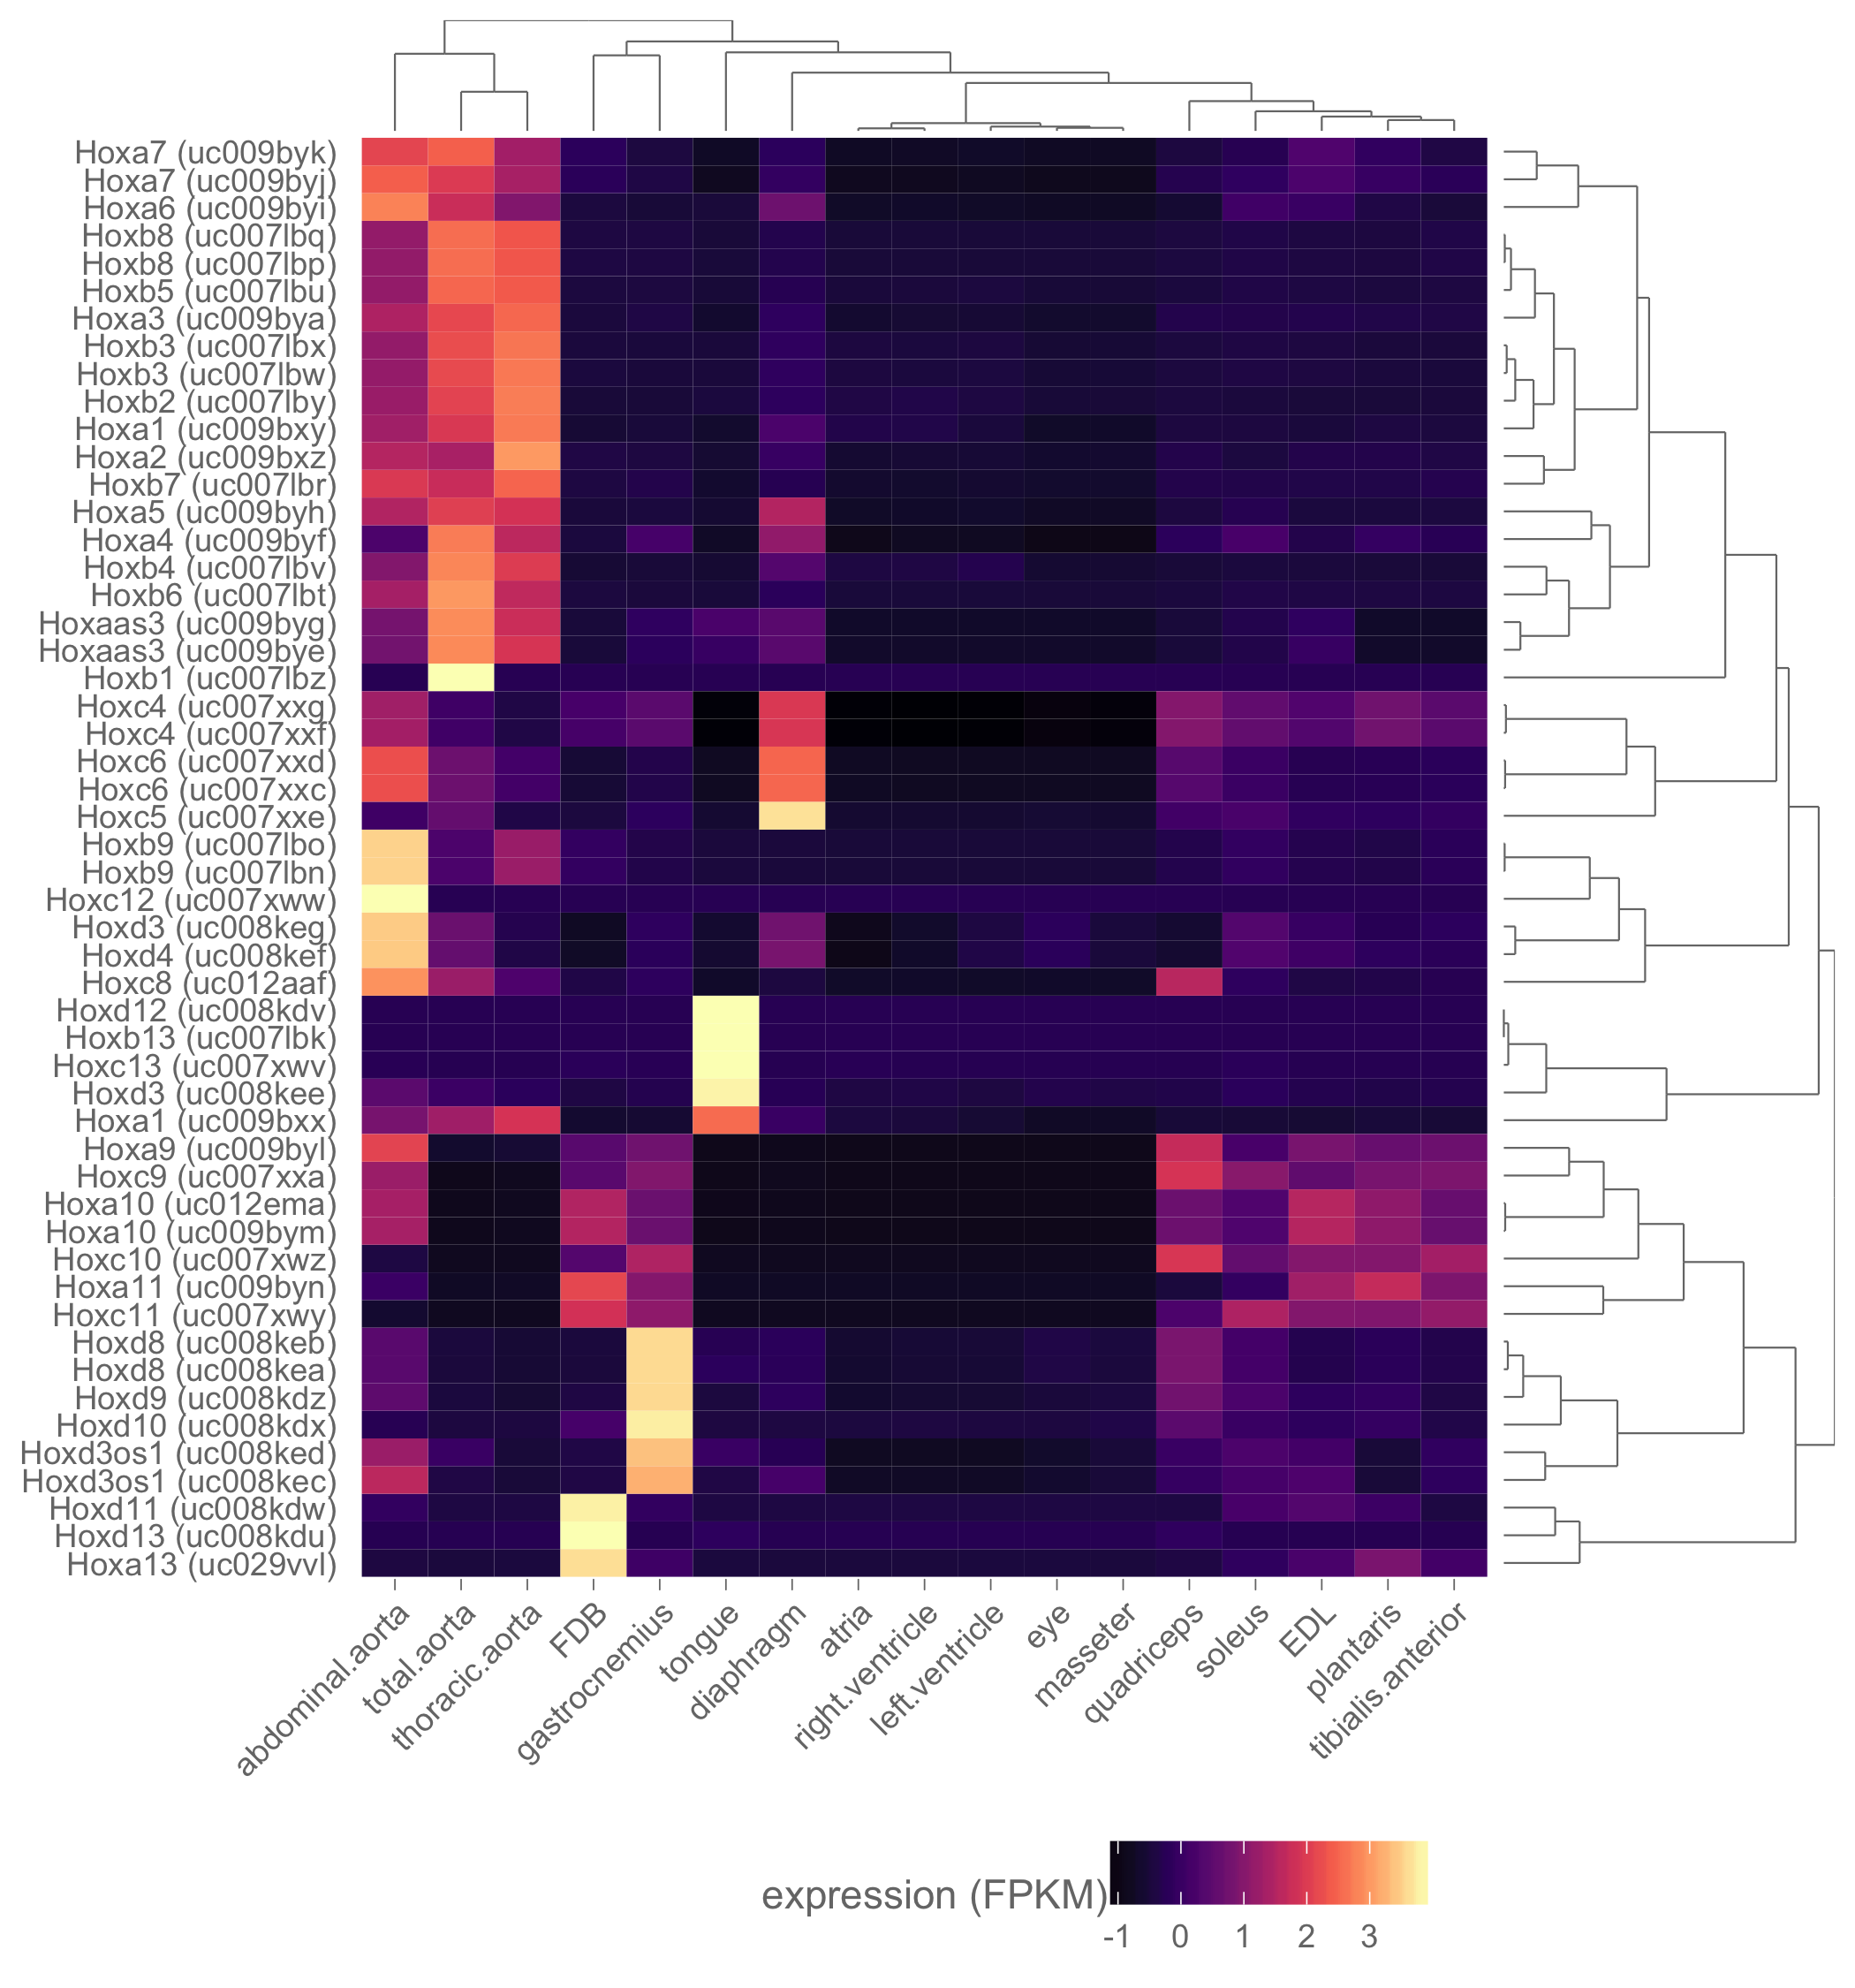 Hoxa7 (uc009byk)
Hoxa7 (uc009byj)
Hoxa6 (uc009byi)
Hoxb8 (uc007lbq)
Hoxb8 (uc007lbp)
Hoxb5 (uc007lbu)
Hoxa3 (uc009bya)
Hoxb3 (uc007lbx)
Hoxb3 (uc007lbw)
Hoxb2 (uc007lby)
Hoxa1 (uc009bxy)
Hoxa2 (uc009bxz)
Hoxb7 (uc007lbr)
Hoxa5 (uc009byh)
Hoxa4 (uc009byf)
Hoxb4 (uc007lbv)
Hoxb6 (uc007lbt)
Hoxaas3 (uc009byg)
Hoxaas3 (uc009bye)
Hoxb1 (uc007lbz)
Hoxc4 (uc007xxg)
Hoxc4 (uc007xxf)
Hoxc6 (uc007xxd)
Hoxc6 (uc007xxc)
Hoxc5 (uc007xxe)
Hoxb9 (uc007lbo)
Hoxb9 (uc007lbn)
Hoxc12 (uc007xww)
Hoxd3 (uc008keg)
Hoxd4 (uc008kef)
Hoxc8 (uc012aaf)
Hoxd12 (uc008kdv)
Hoxb13 (uc007lbk)
Hoxc13 (uc007xwv)
Hoxd3 (uc008kee)
Hoxa1 (uc009bxx)
Hoxa9 (uc009byl)
Hoxc9 (uc007xxa)
Hoxa10 (uc012ema)
Hoxa10 (uc009bym)
Hoxc10 (uc007xwz)
Hoxa11 (uc009byn)
Hoxc11 (uc007xwy)
Hoxd8 (uc008keb)
Hoxd8 (uc008kea)
Hoxd9 (uc008kdz)
Hoxd10 (uc008kdx)
Hoxd3os1 (uc008ked)
Hoxd3os1 (uc008kec)
Hoxd11 (uc008kdw)
Hoxd13 (uc008kdu)
Hoxa13 (uc029vvl)
abdominal.aorta
total.aorta
thoracic.aorta
FDB
gastrocnemius
tongue
diaphragm
atria
right.ventricle
left.ventricle
eye
masseter
quadriceps
soleus
EDL
plantaris
tibialis.anterior
expression (FPKM)
-1 0 1 2 3